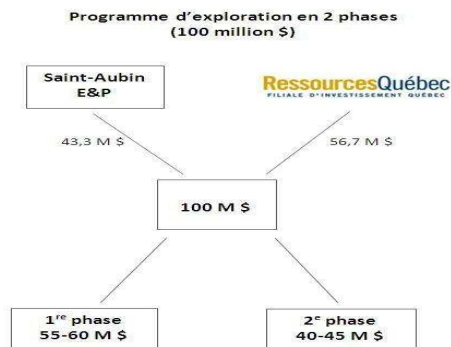 Programme d'exploration en 2 phases
(100 million $)
Saint-Aubin
E&P
RessourcesQuébec
FILIALE D'INVESTISSEMENT QUÉBEC
43,3 M $
56,7 M $
100 M $
1re phase
55-60 M $
2e phase
40-45 M $